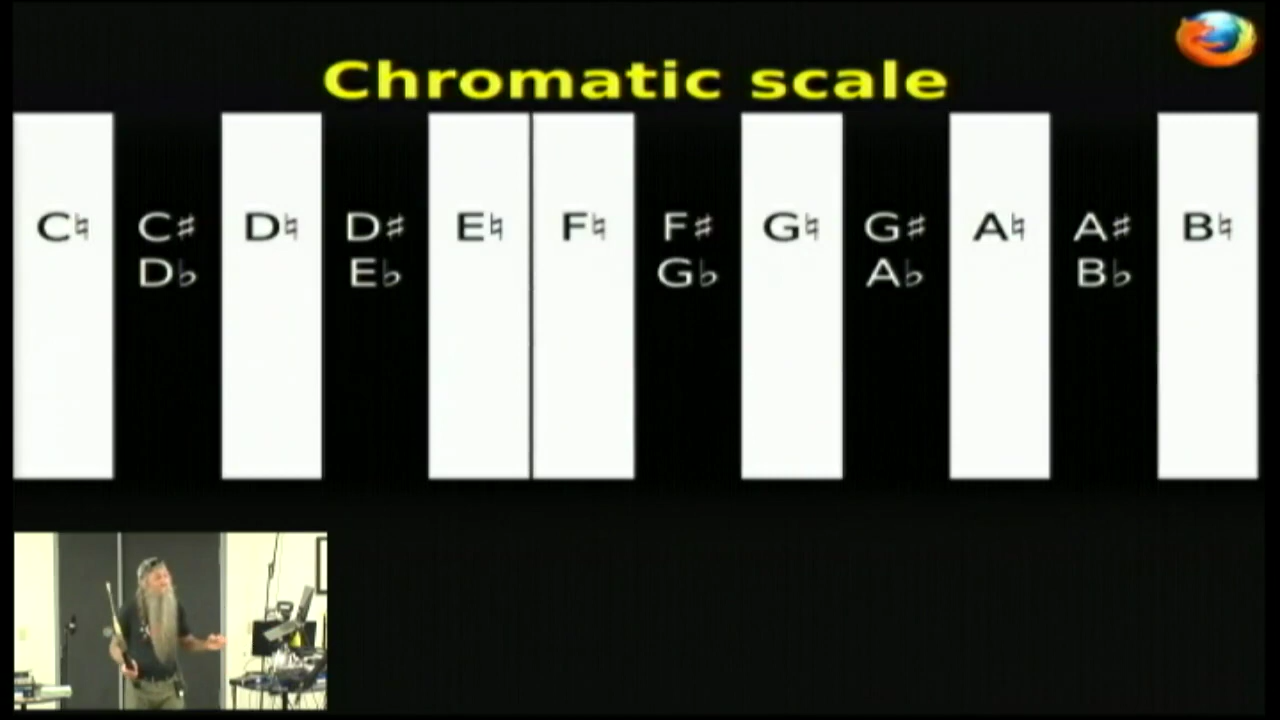 Chromatic scale
C♮ C♯ D♮ D♯ E♮ F♮ F♯ G♮ G♯ A♮ A♯ B♮
D♭ E♭ G♭ A♭ B♭